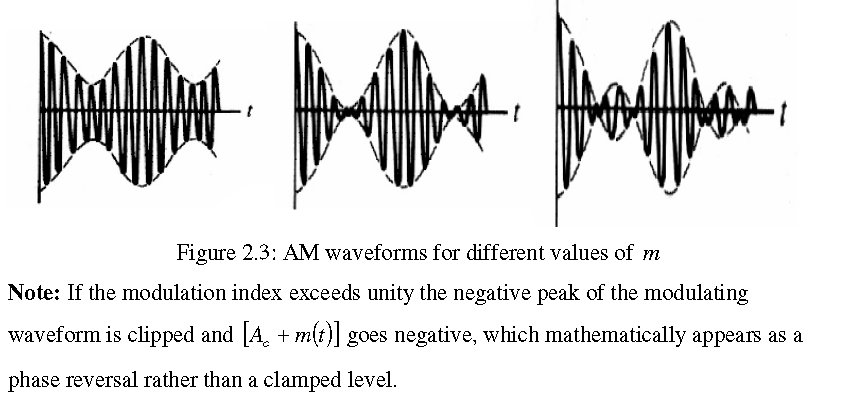 t
t
t
Figure 2.3: AM waveforms for different values of m
Note: If the modulation index exceeds unity the negative peak of the modulating
waveform is clipped and [A_c + m(t)] goes negative, which mathematically appears as a
phase reversal rather than a clamped level.